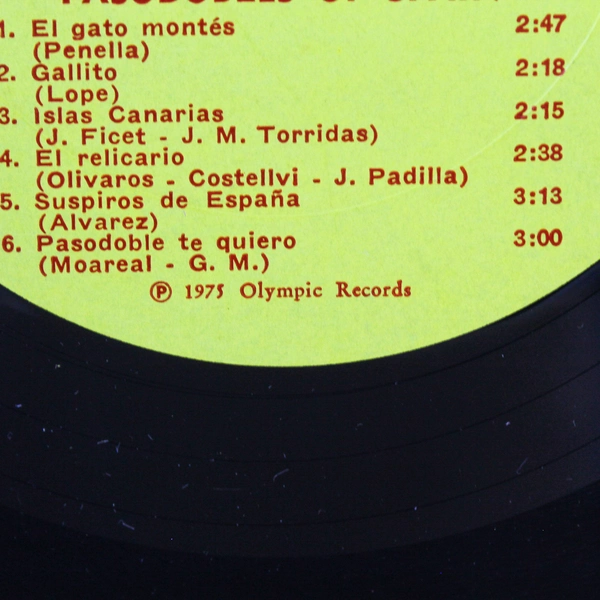 1. El gato montés 2:47
(Penella)
2. Gallito 2:18
(Lope)
3. Islas Canarias 2:15
(J. Ficet - J. M. Torridas)
4. El relicario 2:38
(Olivaros - Costellvi - J. Padilla)
5. Suspiros de España 3:13
(Alvarez)
6. Pasodoble te quiero 3:00
(Moareal - G. M.)
Ⓟ 1975 Olympic Records